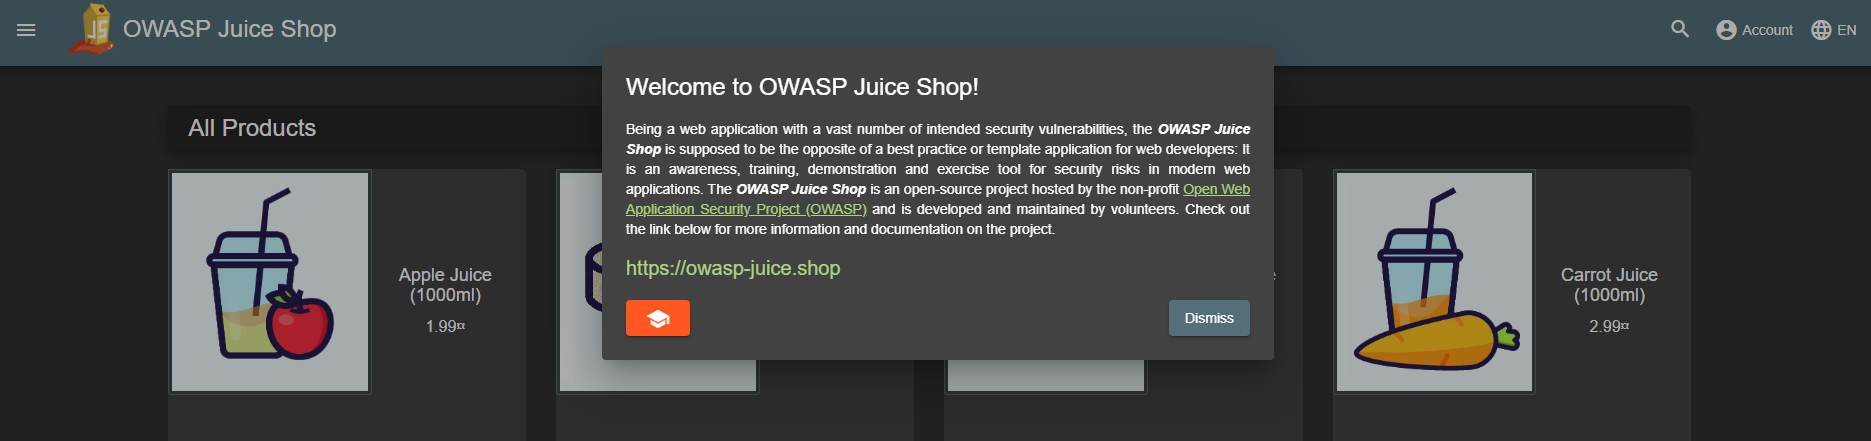 OWASP Juice Shop
Account
EN
All Products
Welcome to OWASP Juice Shop!
Being a web application with a vast number of intended security vulnerabilities, the OWASP Juice
Shop is supposed to be the opposite of a best practice or template application for web developers: It
is an awareness, training, demonstration and exercise tool for security risks in modern web
applications. The OWASP Juice Shop is an open-source project hosted by the non-profit Open Web
Application Security Project (OWASP) and is developed and maintained by volunteers. Check out
the link below for more information and documentation on the project.
https://owasp-juice.shop
Dismiss
Apple Juice
(1000ml)
1.99¤
Carrot Juice
(1000ml)
2.99¤